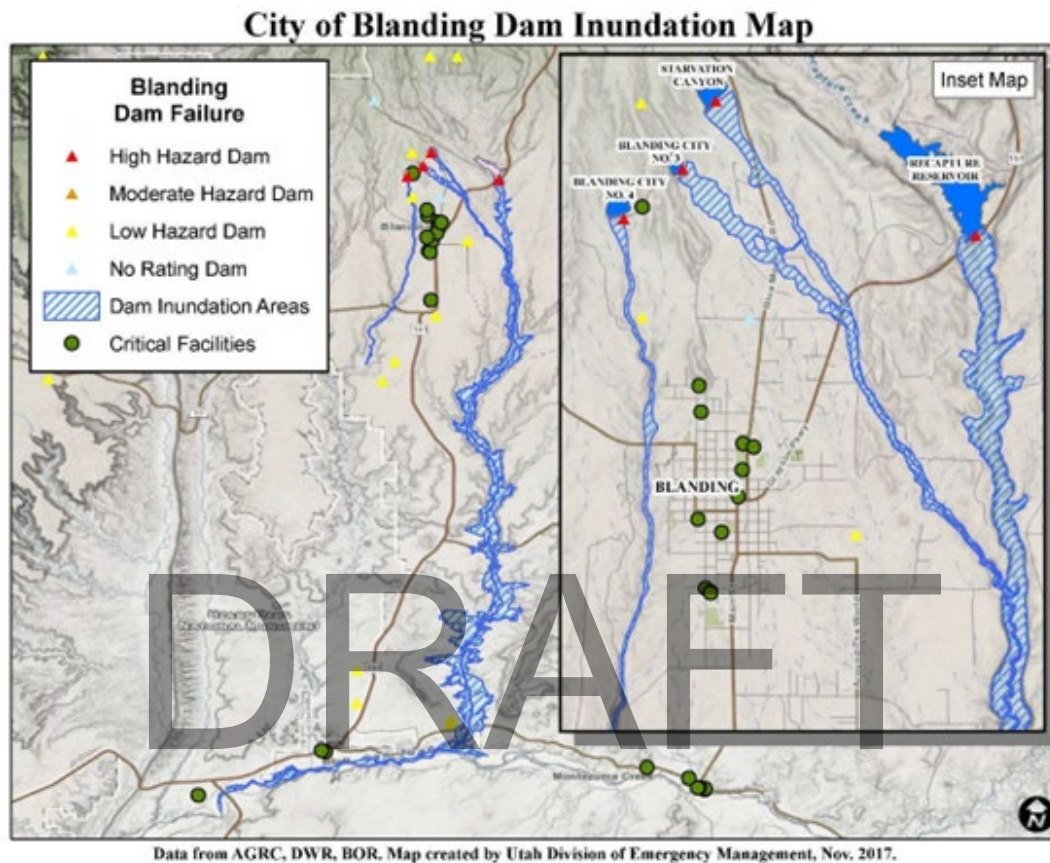 City of Blanding Dam Inundation Map
Blanding
Dam Failure
High Hazard Dam
Moderate Hazard Dam
Low Hazard Dam
No Rating Dam
Dam Inundation Areas
Critical Facilities
Inset Map
STARVATION
CANYON
BLANDING CITY
NO. 3
BLANDING CITY
NO. 4
RECAPTURE
RESERVOIR
BLANDING
NATIONAL MONUMENT
Montezuma Creek
DRAFT
N
Data from AGRC, DWR, BOR. Map created by Utah Division of Emergency Management, Nov. 2017.